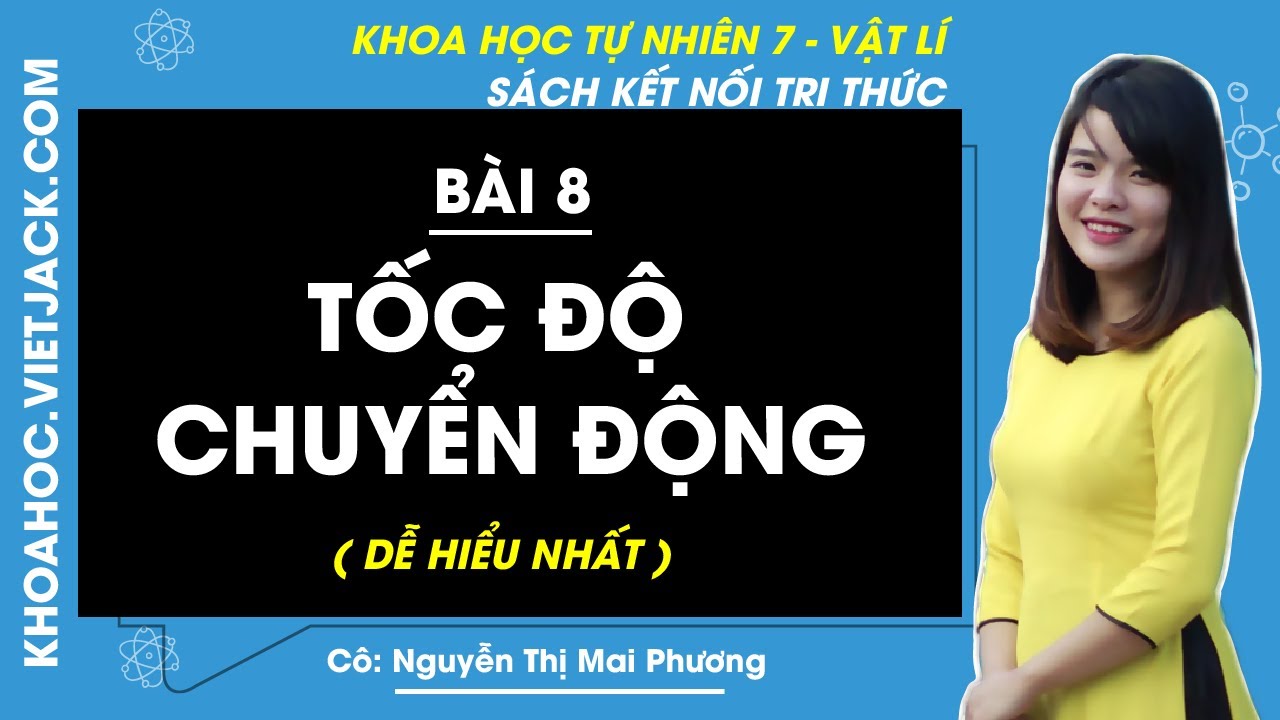 KHOA HỌC TỰ NHIÊN 7 - VẬT LÍ
SÁCH KẾT NỐI TRI THỨC
KHOAHOC.VIETJACK.COM
BÀI 8
TỐC ĐỘ
CHUYỂN ĐỘNG
( DỄ HIỂU NHẤT )
Cô: Nguyễn Thị Mai Phương